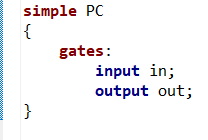 simple PC
{
gates:
input in;
output out;
}